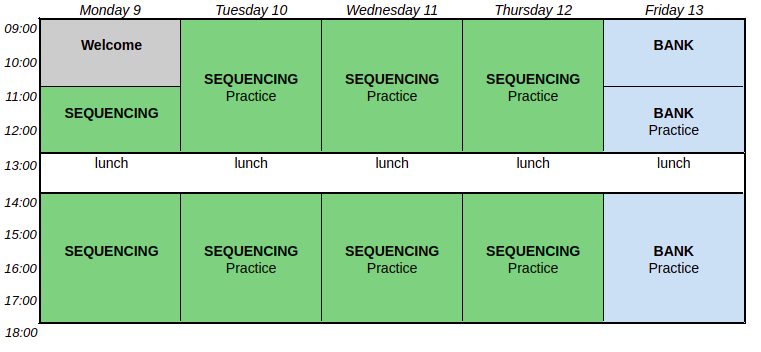 Monday 9 Tuesday 10 Wednesday 11 Thursday 12 Friday 13
09:00
Welcome BANK
10:00
SEQUENCING SEQUENCING SEQUENCING
Practice Practice Practice
11:00
SEQUENCING BANK
12:00 Practice
13:00 lunch lunch lunch lunch lunch
14:00
15:00
SEQUENCING SEQUENCING SEQUENCING SEQUENCING BANK
16:00 Practice Practice Practice Practice
17:00
18:00